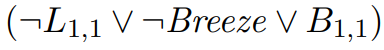 (¬L1,1 ∨ ¬Breeze ∨ B1,1)